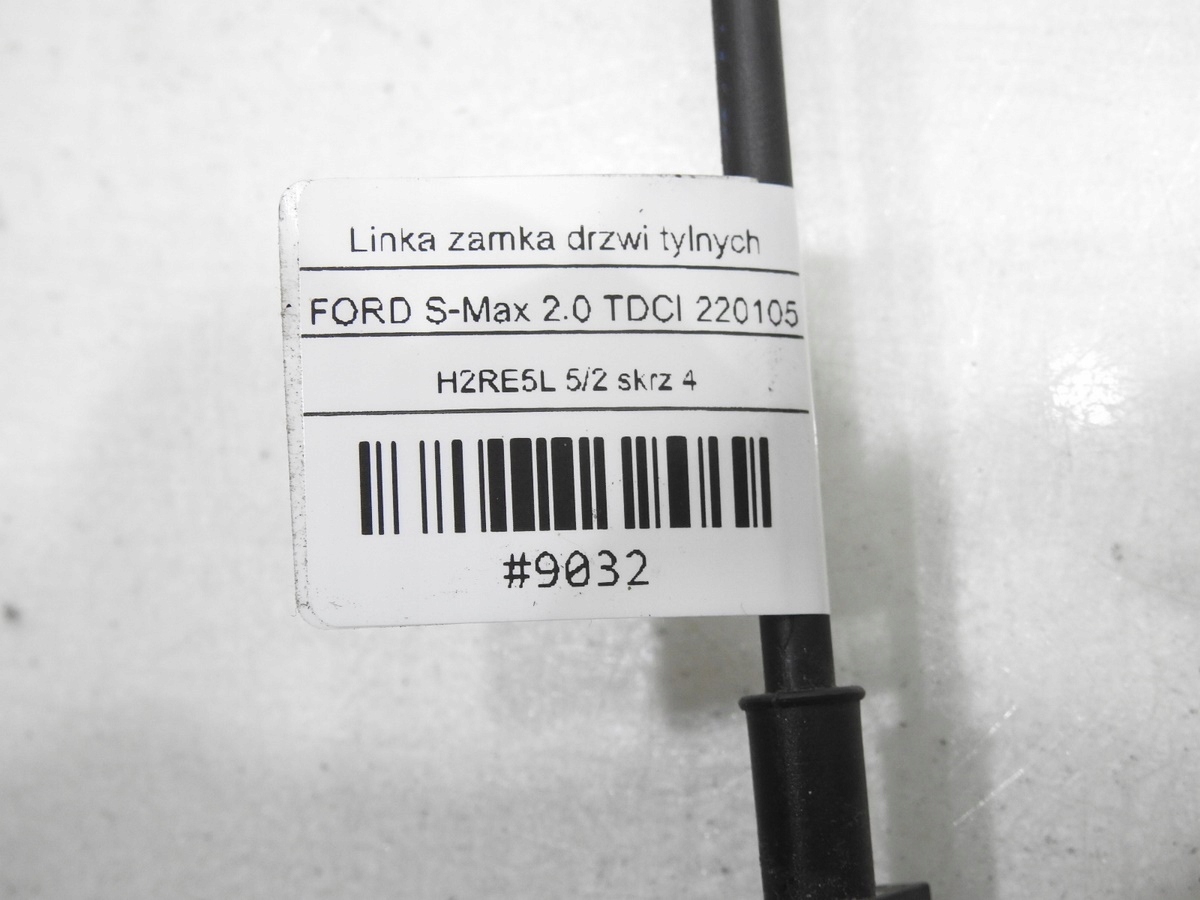 Linka zamka drzwi tylnych
FORD S-Max 2.0 TDCI 220105
H2RE5L 5/2 skrz 4
#9032